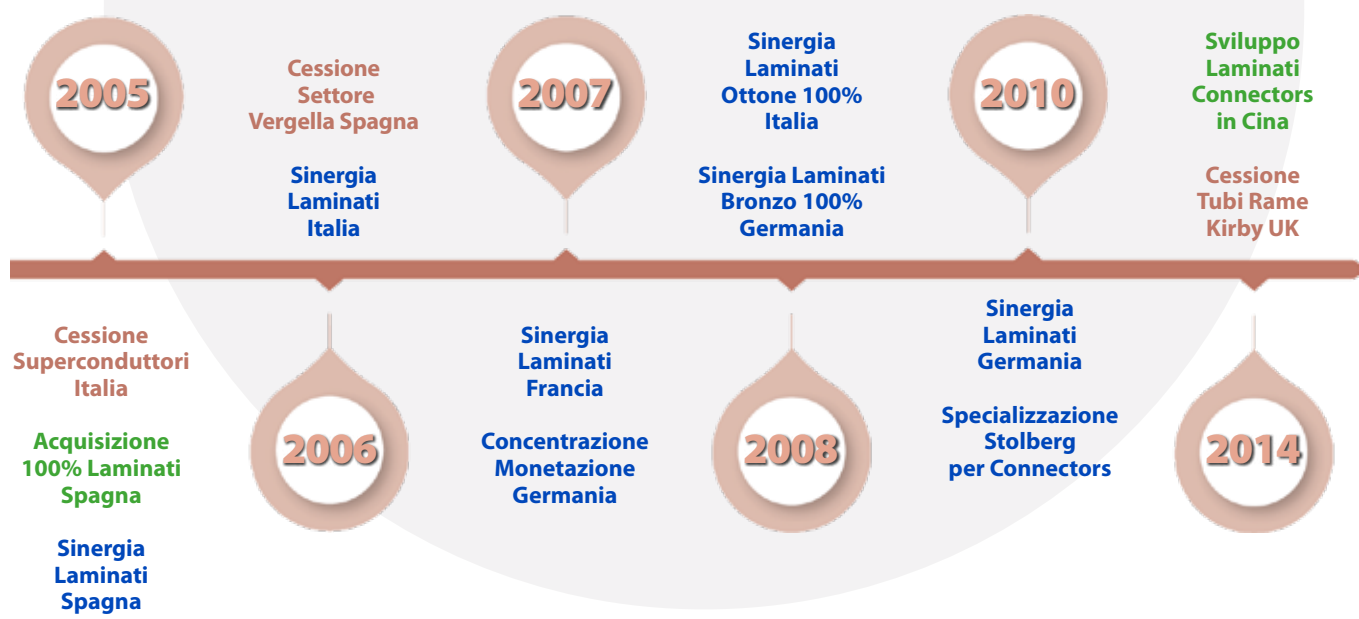 2005
Cessione
Superconduttori
Italia
Acquisizione
100% Laminati
Spagna
Sinergia
Laminati
Spagna
Cessione
Settore
Vergella Spagna
Sinergia
Laminati
Italia
2006
2007
Sinergia
Laminati
Francia
Concentrazione
Monetazione
Germania
Sinergia
Laminati
Ottone 100%
Italia
Sinergia Laminati
Bronzo 100%
Germania
2008
2010
Sinergia
Laminati
Germania
Specializzazione
Stolberg
per Connectors
Sviluppo
Laminati
Connectors
in Cina
Cessione
Tubi Rame
Kirby UK
2014